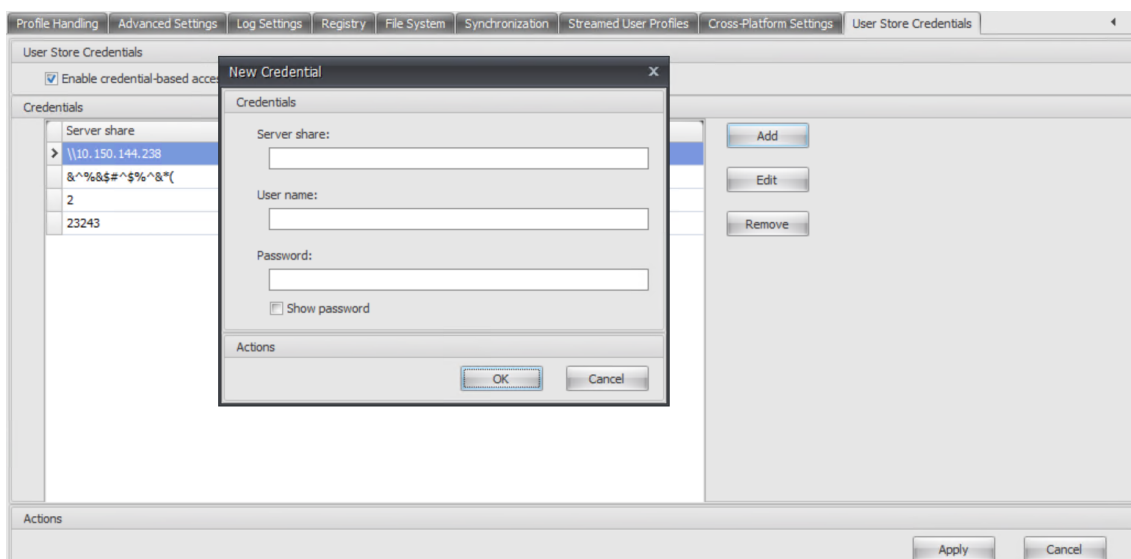 Profile Handling Advanced Settings Log Settings Registry File System Synchronization Streamed User Profiles Cross-Platform Settings User Store Credentials
User Store Credentials
Enable credential-based acce
Credentials
Server share
\\10.150.144.238
&^%&$#^$%^&*(
2
23243
Add
Edit
Remove
New Credential x
Credentials
Server share:
User name:
Password:
Show password
Actions
OK Cancel
Actions
Apply Cancel